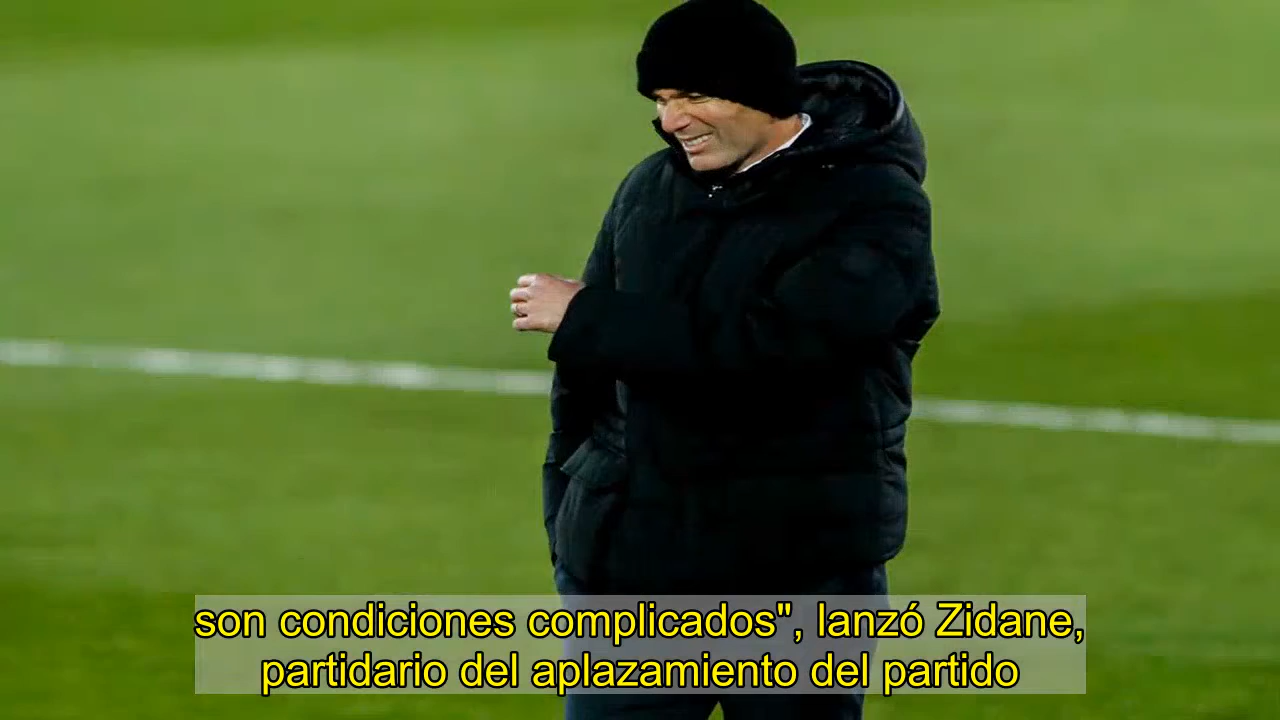 son condiciones complicados", lanzó Zidane,
partidario del aplazamiento del partido